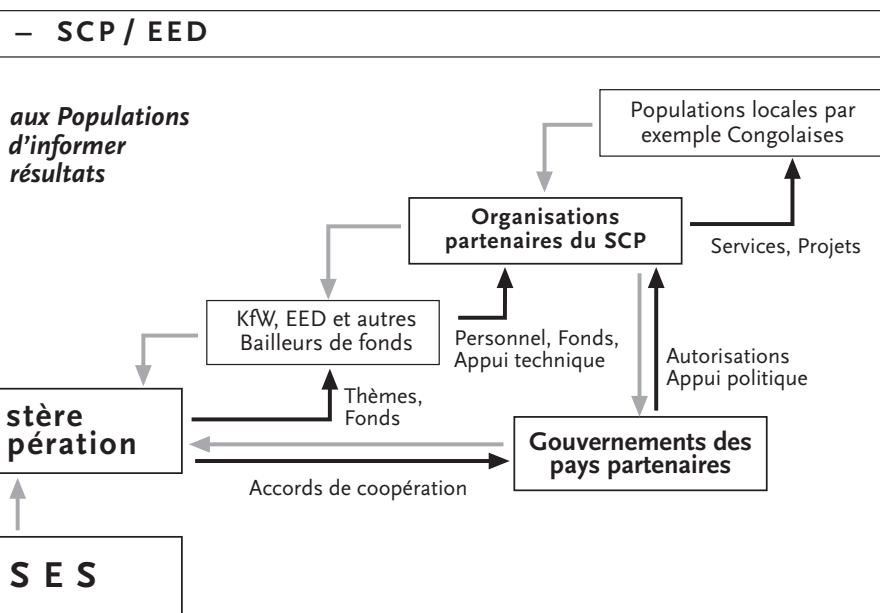 – SCP / EED
aux Populations
d'informer
résultats
Populations locales par
exemple Congolaises
Organisations
partenaires du SCP
Services, Projets
KfW, EED et autres
Bailleurs de fonds
Personnel, Fonds,
Appui technique
Autorisations
Appui politique
Thèmes,
Fonds
stère
pération
Gouvernements des
pays partenaires
Accords de coopération
S E S